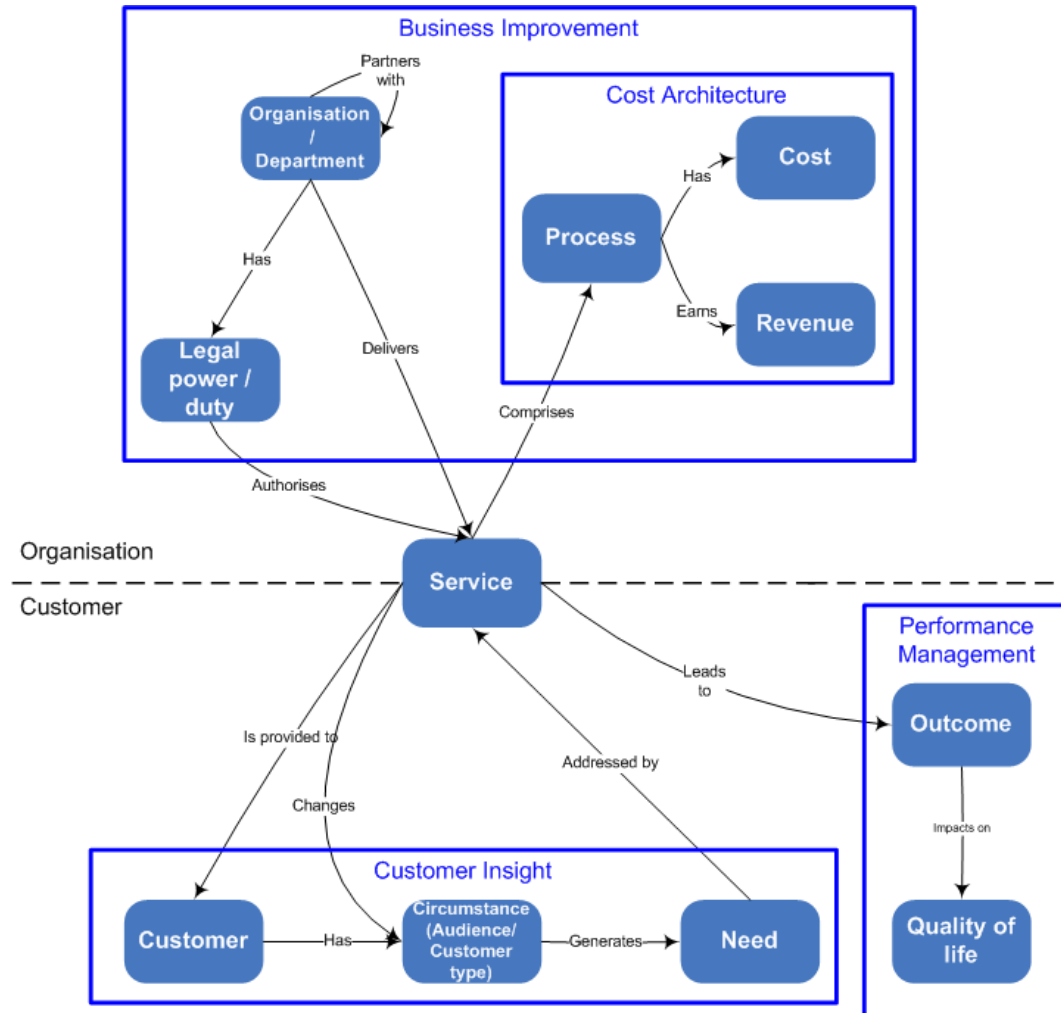 Business Improvement
Partners
with
Organisation
/
Department
Cost Architecture
Cost
Has
Process
Earns
Revenue
Has
Legal
power /
duty
Delivers
Comprises
Authorises
Organisation
Service
Customer
Performance
Management
Leads
to
Outcome
Is provided to
Addressed by
Changes
Impacts on
Customer Insight
Customer
Has
Circumstance
(Audience/
Customer
type)
Generates
Need
Quality of
life